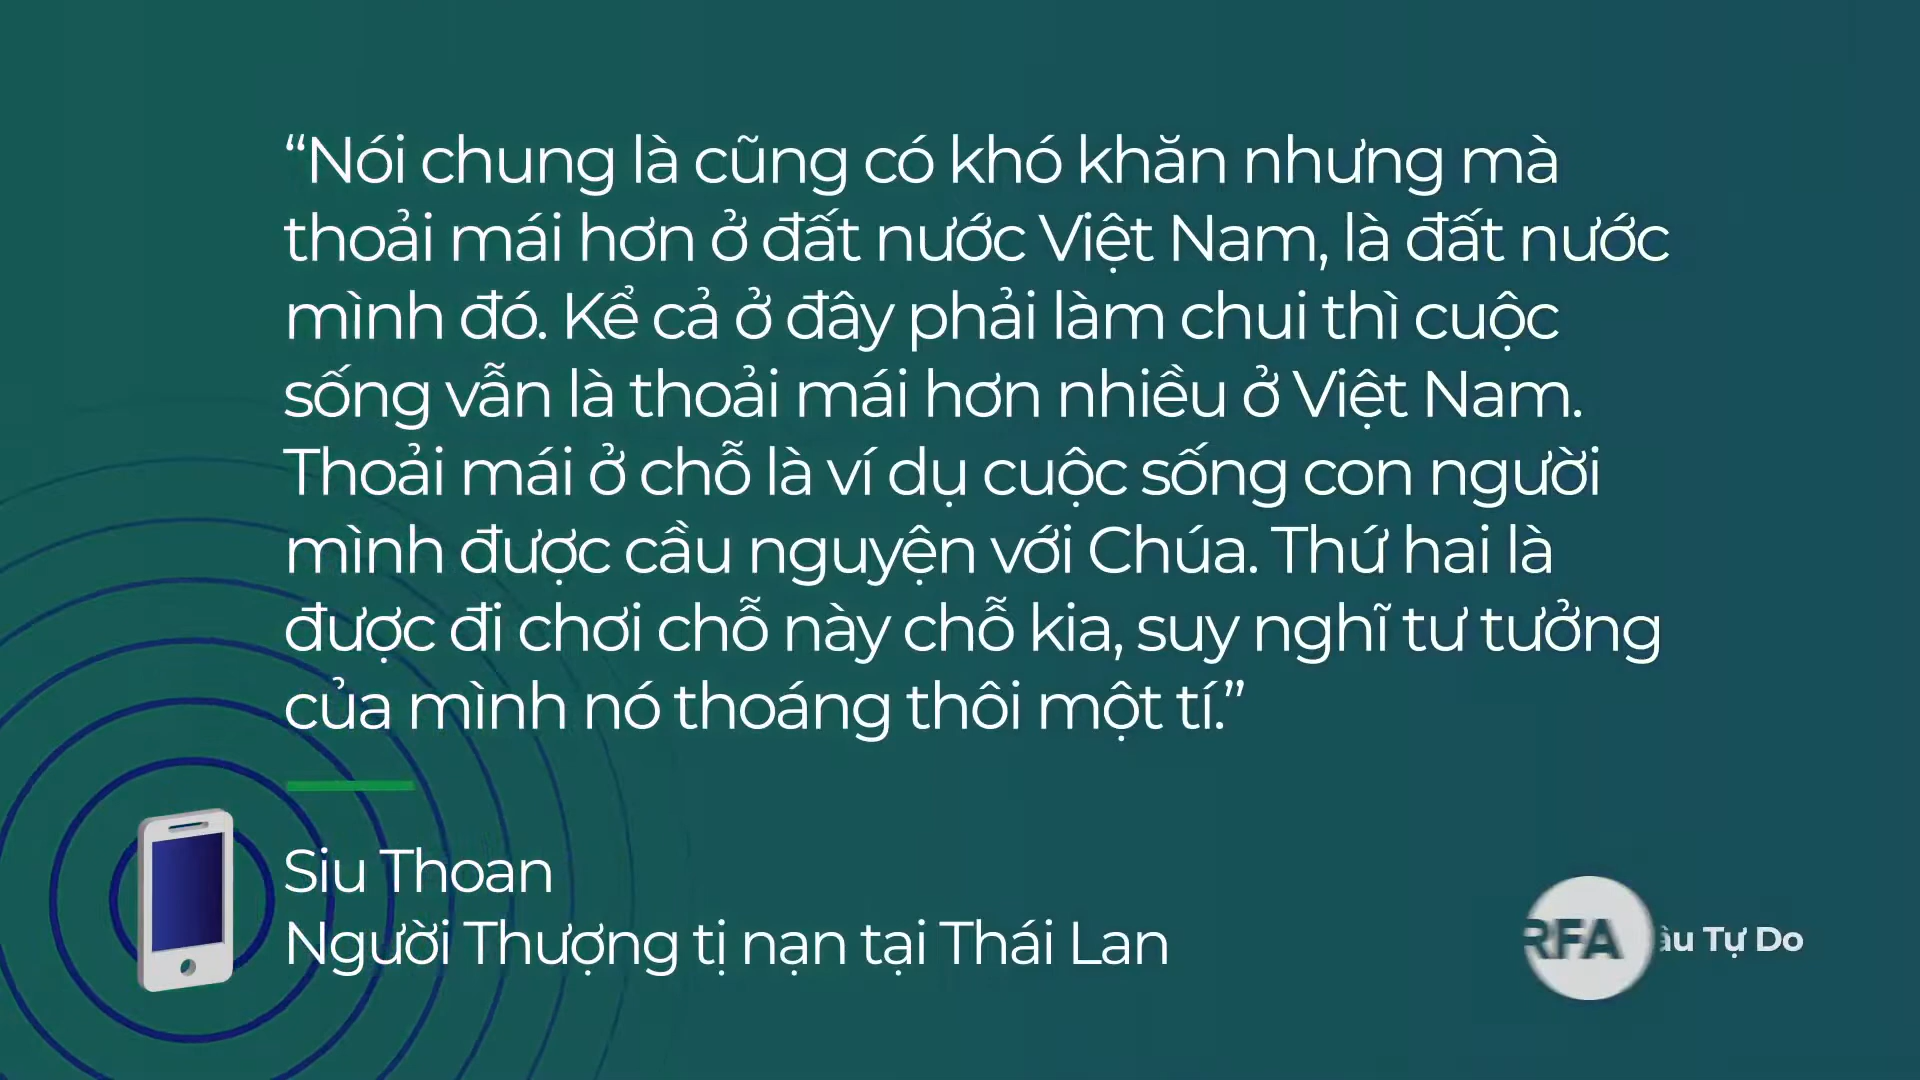 “Nói chung là cũng có khó khăn nhưng mà
thoải mái hơn ở đất nước Việt Nam, là đất nước
mình đó. Kể cả ở đây phải làm chui thì cuộc
sống vẫn là thoải mái hơn nhiều ở Việt Nam.
Thoải mái ở chỗ là ví dụ cuộc sống con người
mình được cầu nguyện với Chúa. Thứ hai là
được đi chơi chỗ này chỗ kia, suy nghĩ tư tưởng
của mình nó thoáng thôi một tí.”
Siu Thoan
Người Thượng tị nạn tại Thái Lan
RFA Tự Do